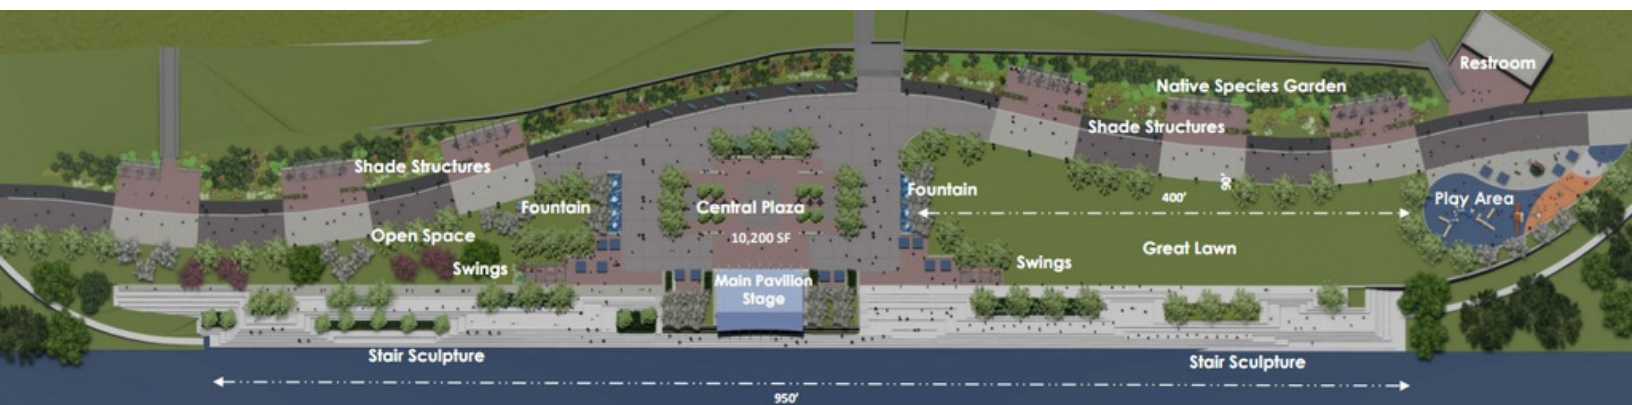 Restroom
Native Species Garden
Shade Structures
Shade Structures
90'
Fountain
400'
Play Area
Fountain
Central Plaza
10,200 SF
Open Space
Great Lawn
Swings
Swings
Main Pavilion
Stage
Stair Sculpture
Stair Sculpture
950'